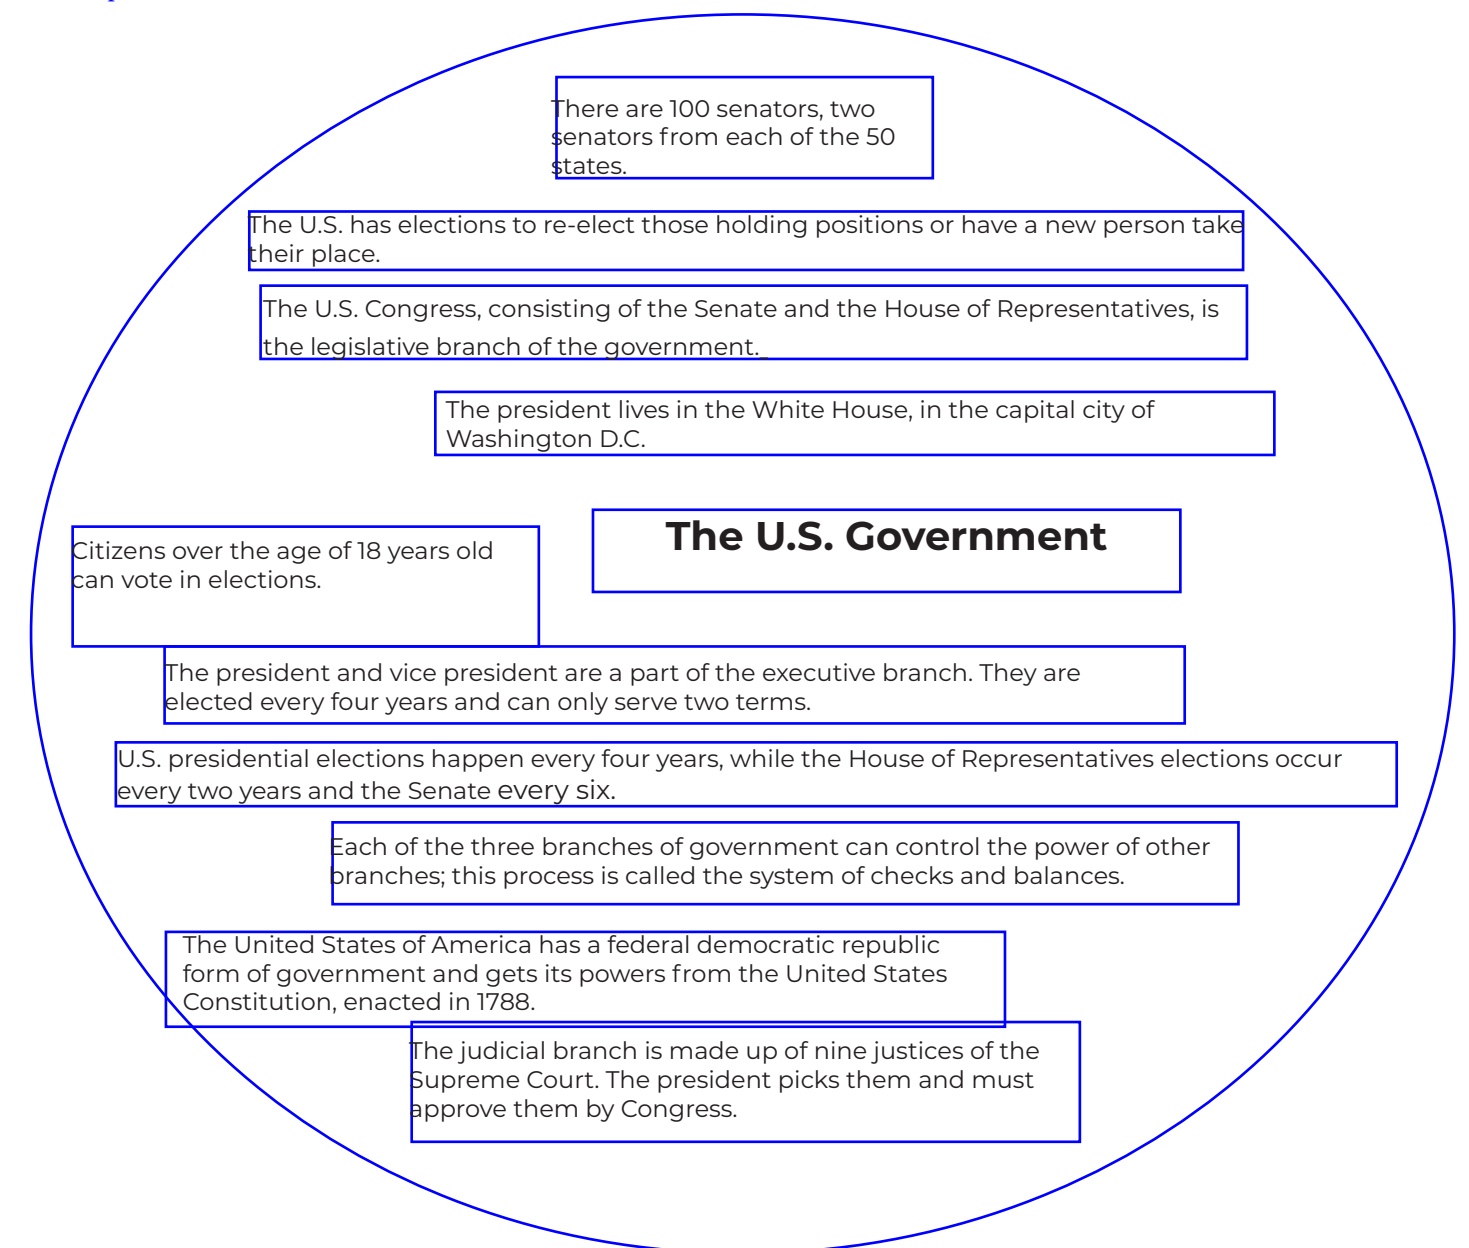 There are 100 senators, two
senators from each of the 50
states.
The U.S. has elections to re-elect those holding positions or have a new person take
their place.
The U.S. Congress, consisting of the Senate and the House of Representatives, is
the legislative branch of the government._
The president lives in the White House, in the capital city of
Washington D.C.
The U.S. Government
Citizens over the age of 18 years old
can vote in elections.
The president and vice president are a part of the executive branch. They are
elected every four years and can only serve two terms.
U.S. presidential elections happen every four years, while the House of Representatives elections occur
every two years and the Senate every six.
Each of the three branches of government can control the power of other
branches; this process is called the system of checks and balances.
The United States of America has a federal democratic republic
form of government and gets its powers from the United States
Constitution, enacted in 1788.
The judicial branch is made up of nine justices of the
Supreme Court. The president picks them and must
approve them by Congress.